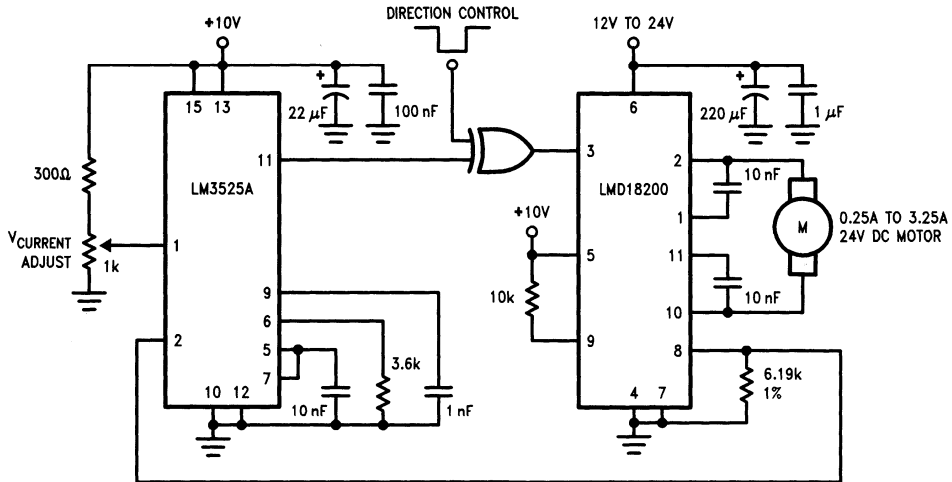 DIRECTION CONTROL
+10V
12V TO 24V
15 13
22 µF
+
100 nF
6
220 µF
+
1 µF
11
3
2
10 nF
300Ω
LM3525A
LMD18200
1
+10V
M
0.25A TO 3.25A
24V DC MOTOR
VCURRENT
ADJUST
1k
1
5
11
10k
10 nF
9
6
2
5
7
3.6k
9
10
8
6.19k
1%
10 12
10 nF
1 nF
4 7